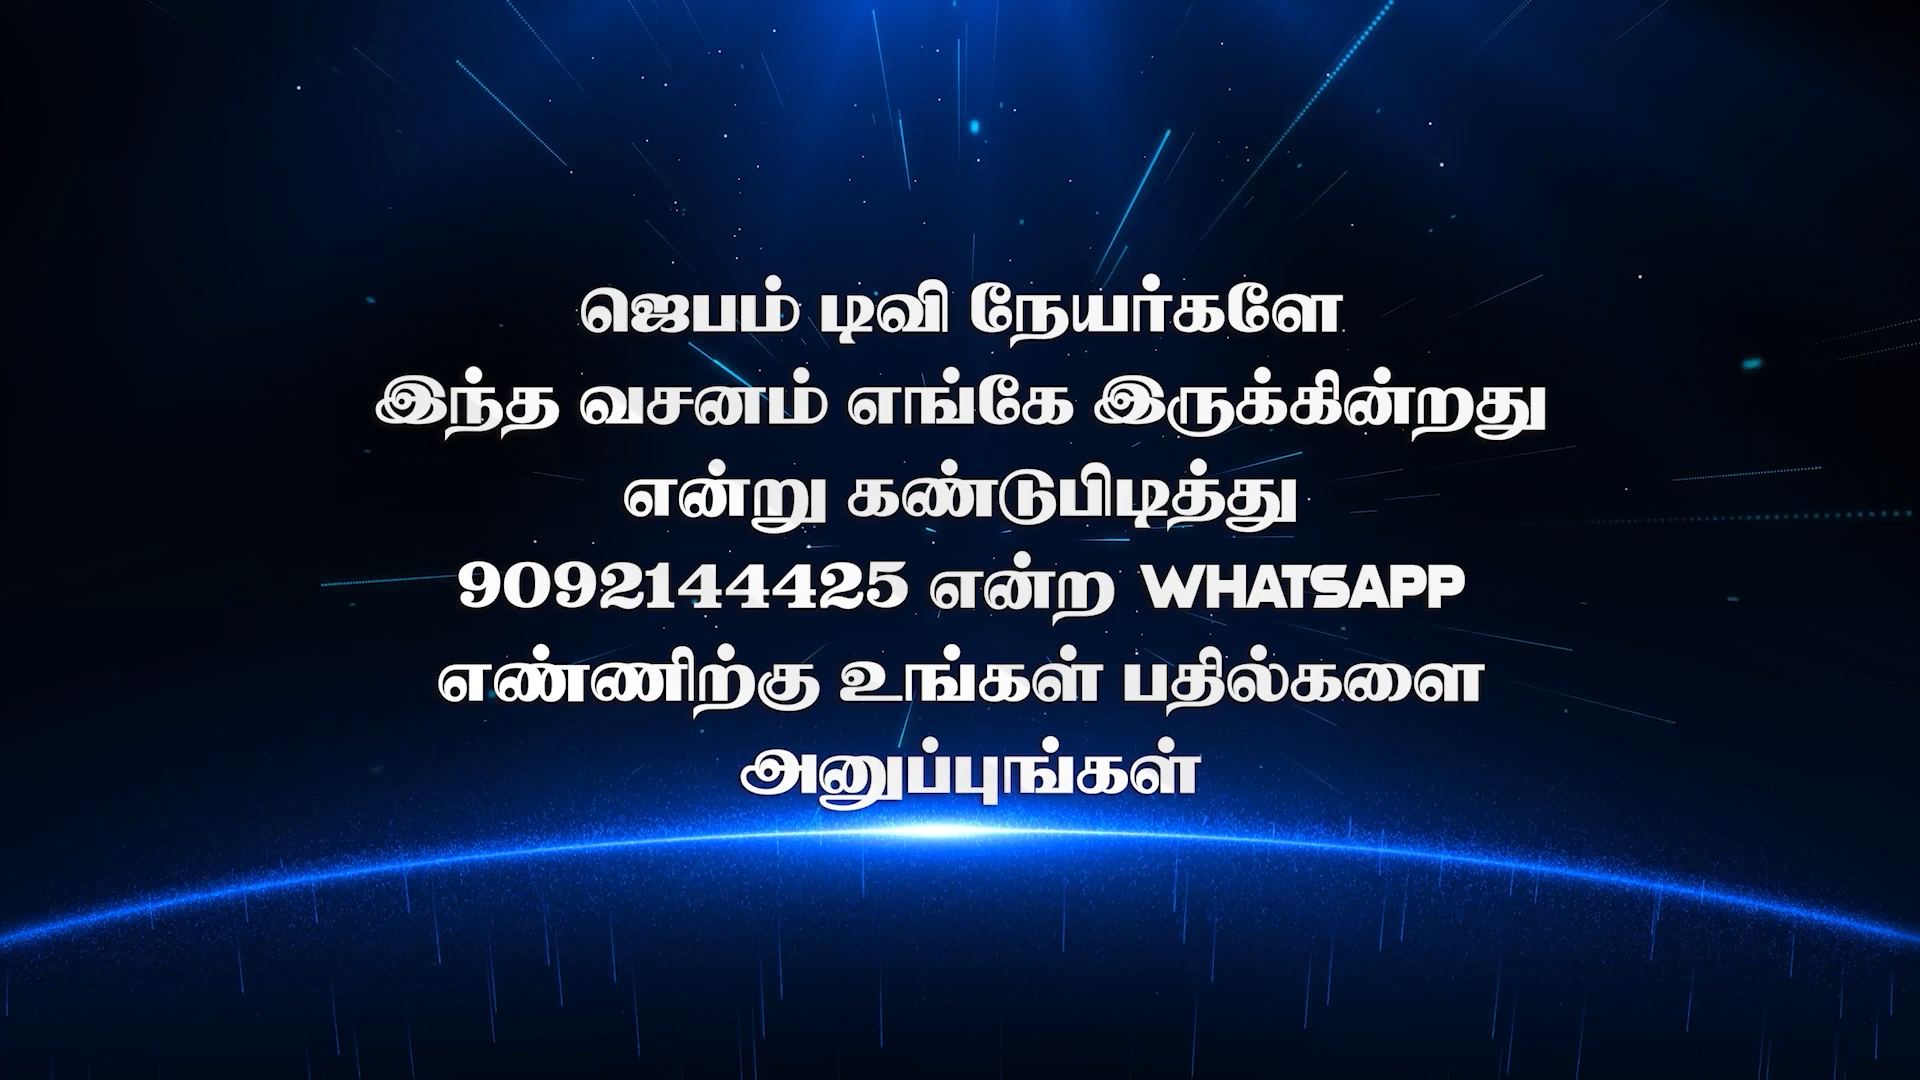 ஜெபம் டிவி நேயர்களே
இந்த வசனம் எங்கே இருக்கின்றது
என்று கண்டுபிடித்து
9092144425 என்ற WHATSAPP
எண்ணிற்கு உங்கள் பதில்களை
அனுப்புங்கள்